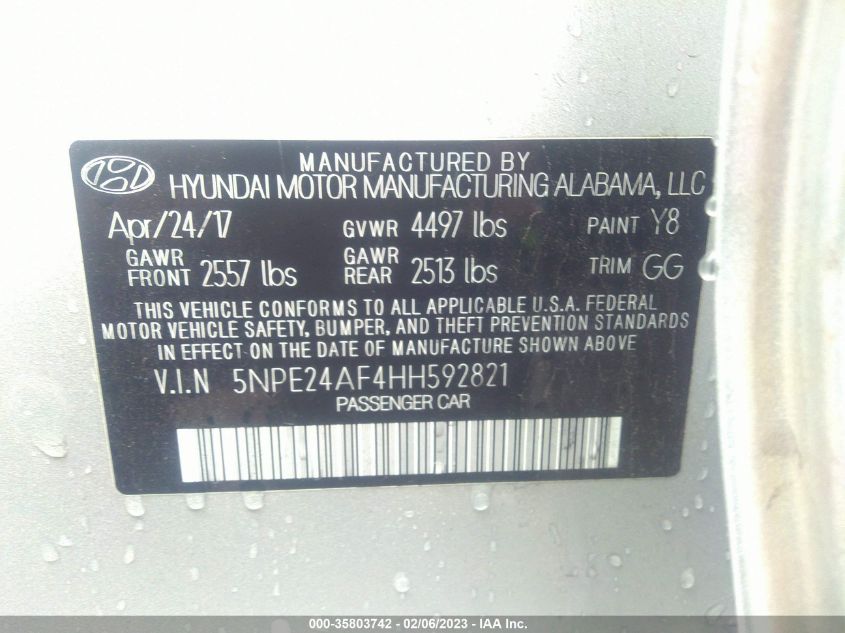 MANUFACTURED BY
HYUNDAI MOTOR MANUFACTURING ALABAMA, LLC
Apr/24/17 GVWR 4497 lbs PAINT Y8
GAWR FRONT 2557 lbs GAWR REAR 2513 lbs TRIM GG
THIS VEHICLE CONFORMS TO ALL APPLICABLE U.S.A. FEDERAL
MOTOR VEHICLE SAFETY, BUMPER, AND THEFT PREVENTION STANDARDS
IN EFFECT ON THE DATE OF MANUFACTURE SHOWN ABOVE
V.I.N 5NPE24AF4HH592821
PASSENGER CAR
000-35803742 - 02/06/2023 - IAA Inc.